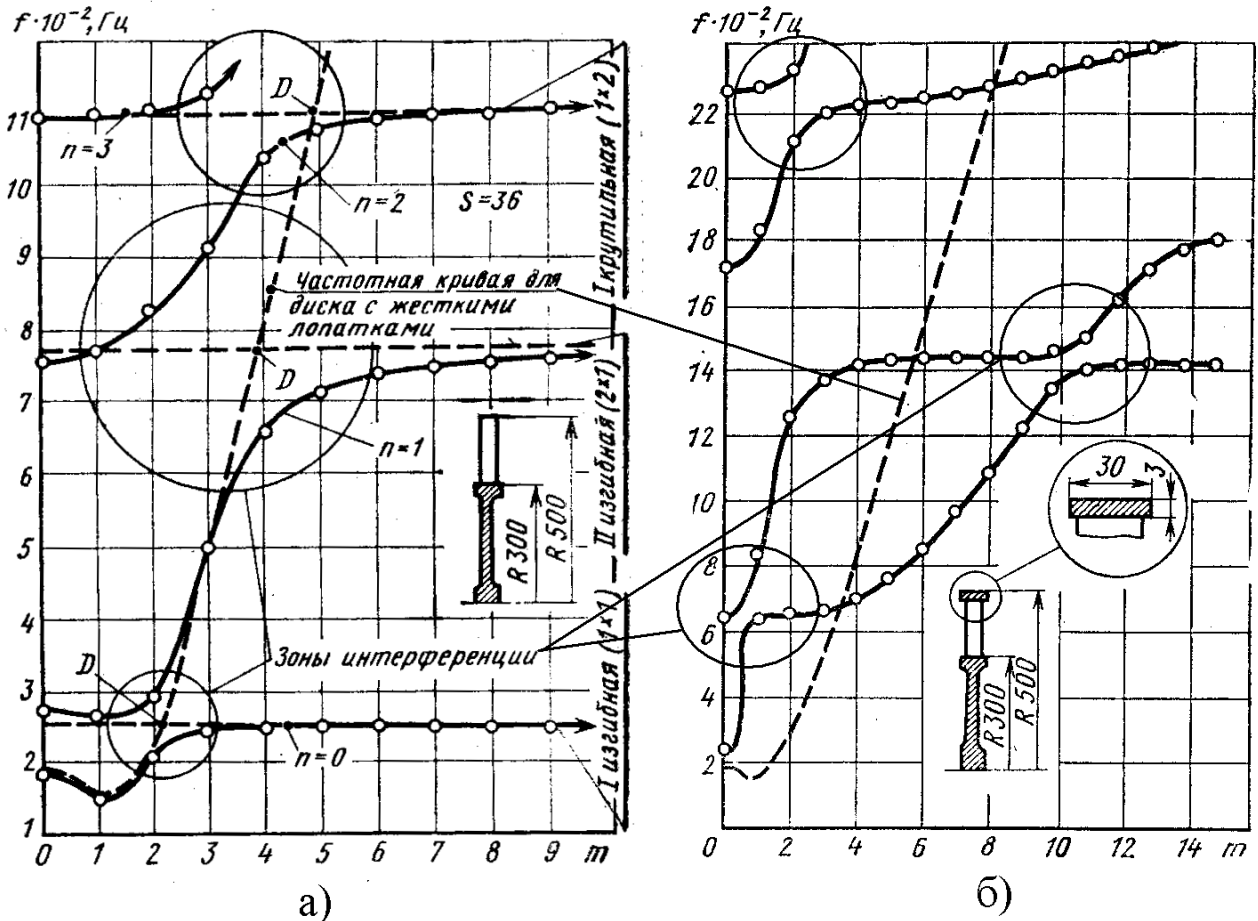 f·10⁻², Гц
11
10
9
8
7
6
5
4
3
2
1
0
1
2
3
4
5
6
7
8
9
m
n=3
D
n=2
S=36
Частотная кривая для
диска с жесткими
лопатками
D
n=1
R300
R500
D
Зоны интерференции
n=0
I изгибная (1×1)
II изгибная (2×1)
I крутильная (1×2)
а)
f·10⁻², Гц
22
20
18
16
14
12
10
8
6
4
2
0
2
4
6
8
10
12
14
m
30
3
R300
R500
б)